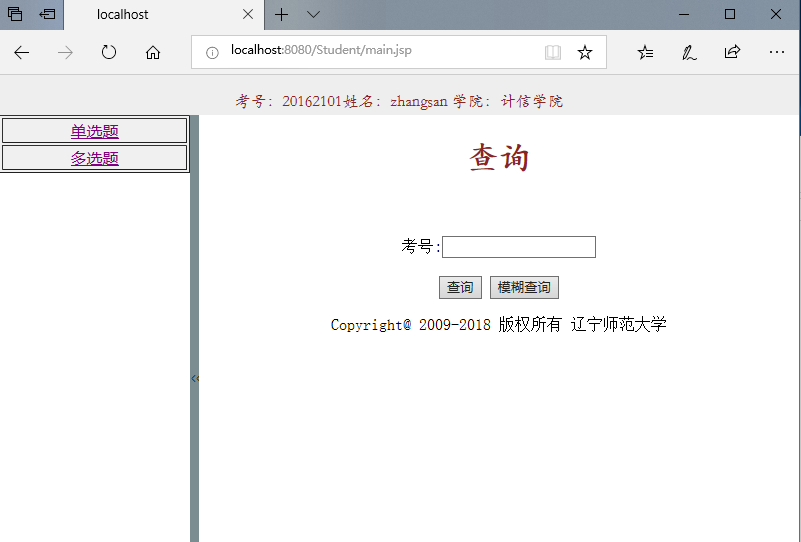 localhost
localhost:8080/Student/main.jsp
考号：20162101姓名：zhangsan 学院：计信学院
单选题
多选题
查询
考号:
查询 模糊查询
Copyright@ 2009-2018 版权所有 辽宁师范大学